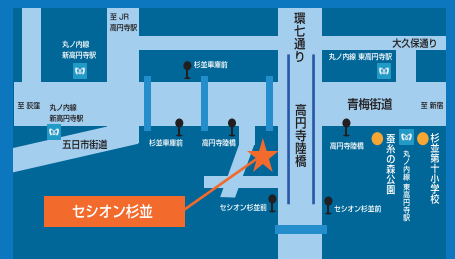 至 JR
高円寺駅
環七通り
大久保通り
丸ノ内線
新高円寺駅
杉並車庫前
丸ノ内線 東高円寺駅
至 荻窪
丸ノ内線
新高円寺駅
青梅街道
至 新宿
高円寺陸橋
五日市街道
杉並車庫前
高円寺陸橋
高円寺陸橋
蚕糸の森公園
丸ノ内線 東高円寺駅
杉並第十小学校
セシオン杉並
セシオン杉並前
セシオン杉並前